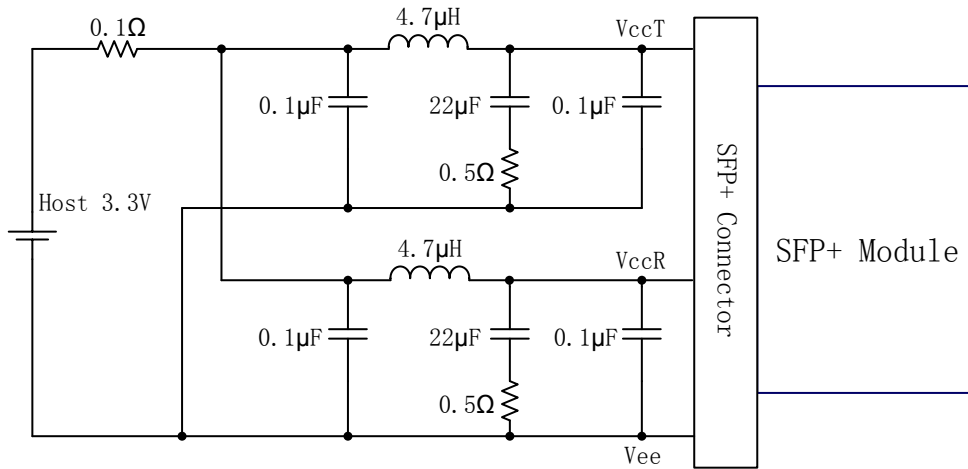 4.7μH
VccT
0.1Ω
0.1μF
22μF
0.1μF
0.5Ω
SFP+ Connector
Host 3.3V
4.7μH
VccR
SFP+ Module
0.1μF
22μF
0.1μF
0.5Ω
Vee